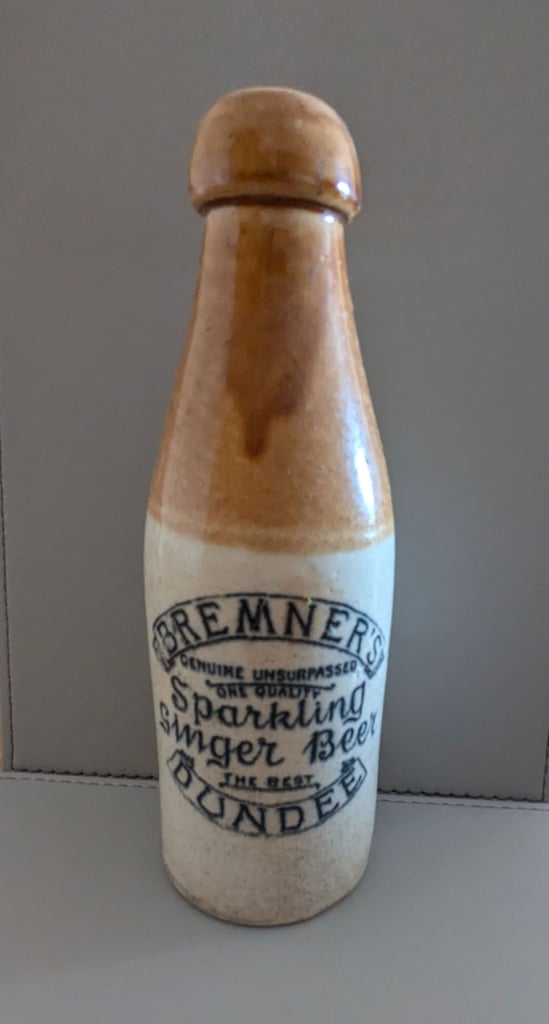 BREMNER'S
GENUINE UNSURPASSED
ONE QUALITY
Sparkling
Ginger Beer
THE BEST
DUNDEE